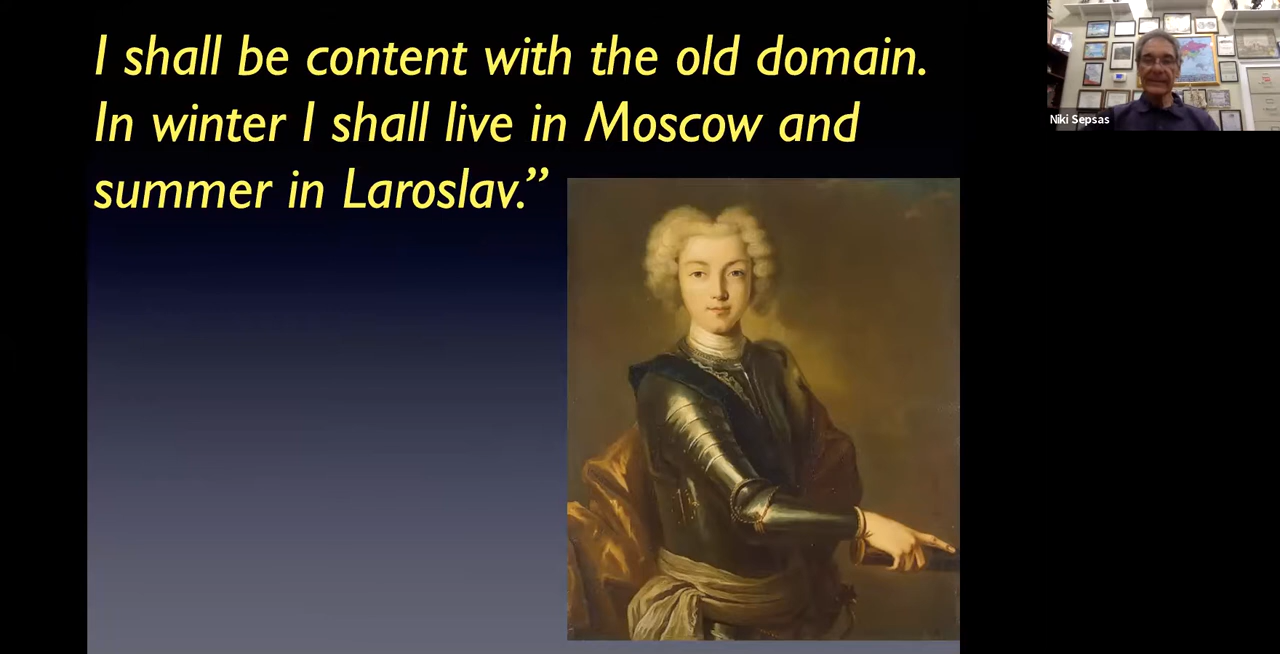 I shall be content with the old domain.
In winter I shall live in Moscow and
summer in Laroslav.”
Niki Sepsas